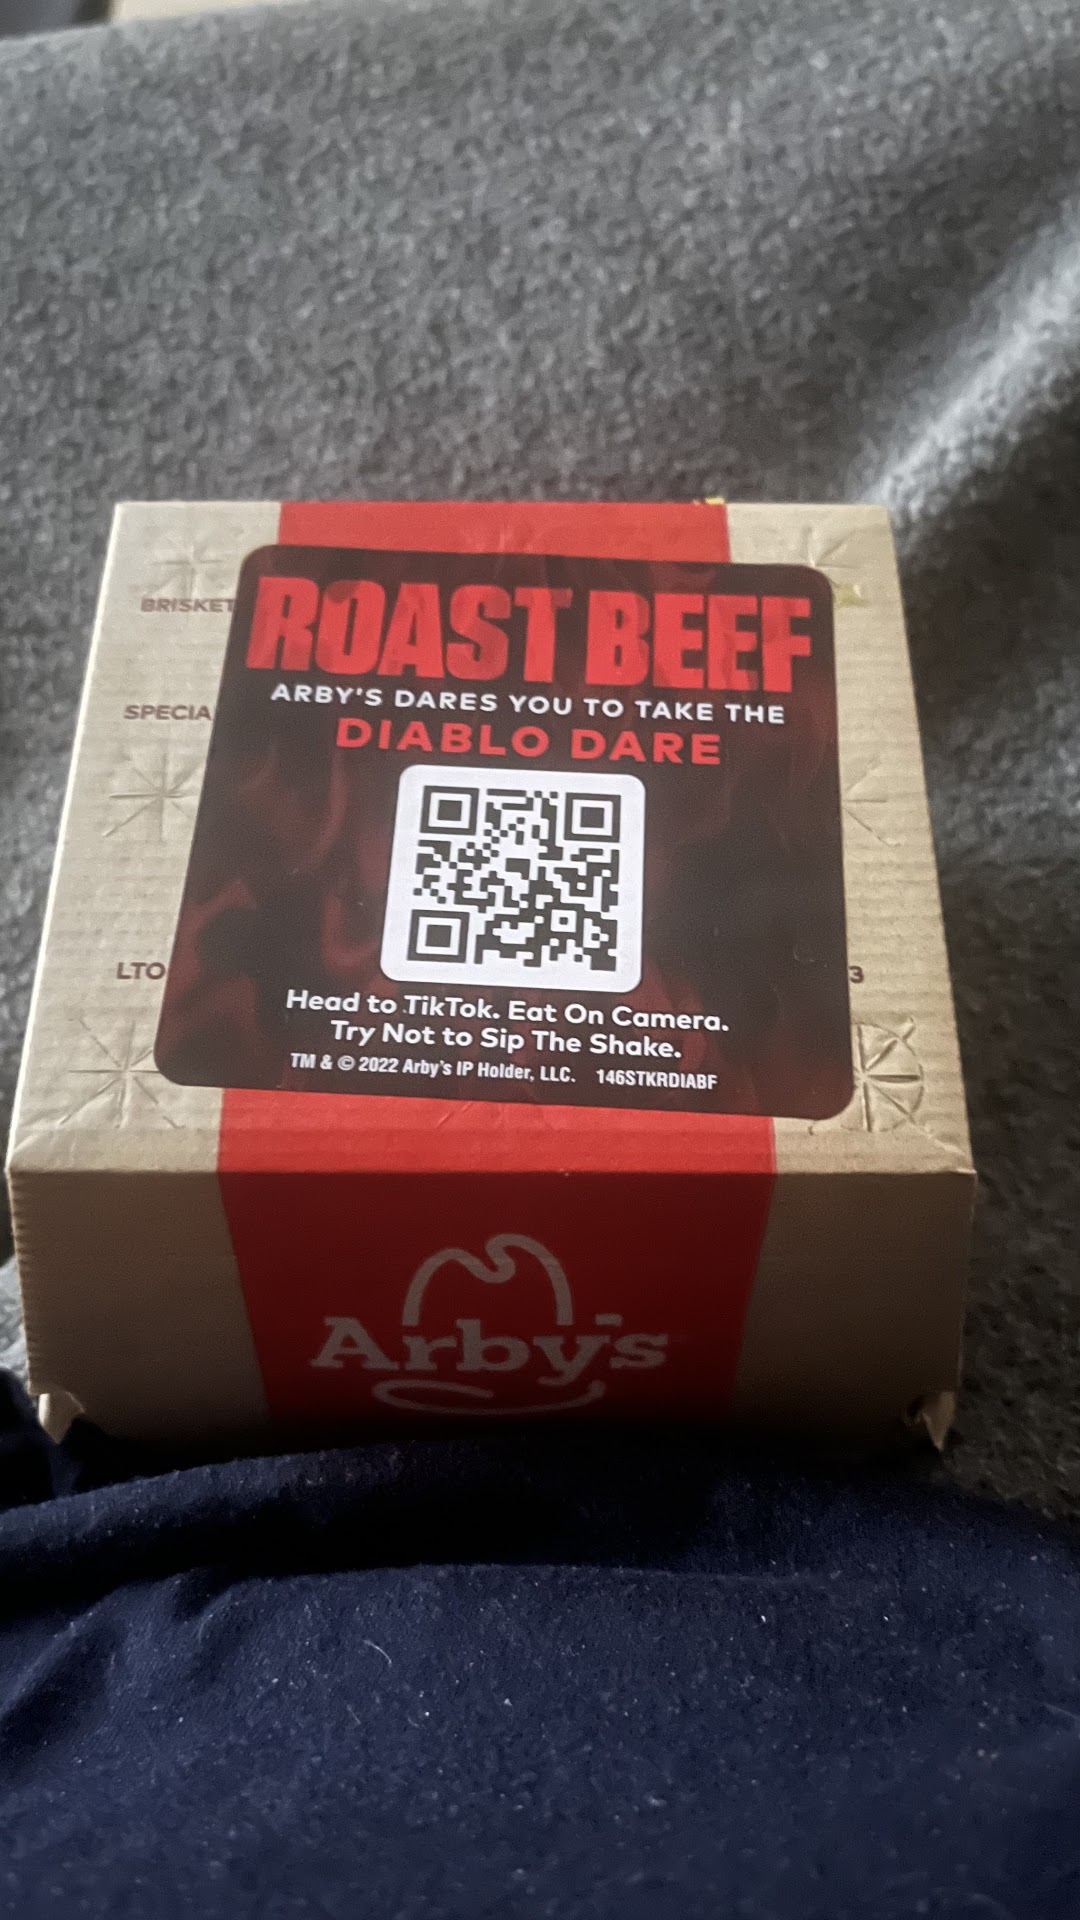 BRISKET
SPECIA
LTO
3
ROAST BEEF
ARBY'S DARES YOU TO TAKE THE
DIABLO DARE
Head to TikTok. Eat On Camera.
Try Not to Sip The Shake.
TM & © 2022 Arby's IP Holder, LLC. 146STKRDIABF
Arby's